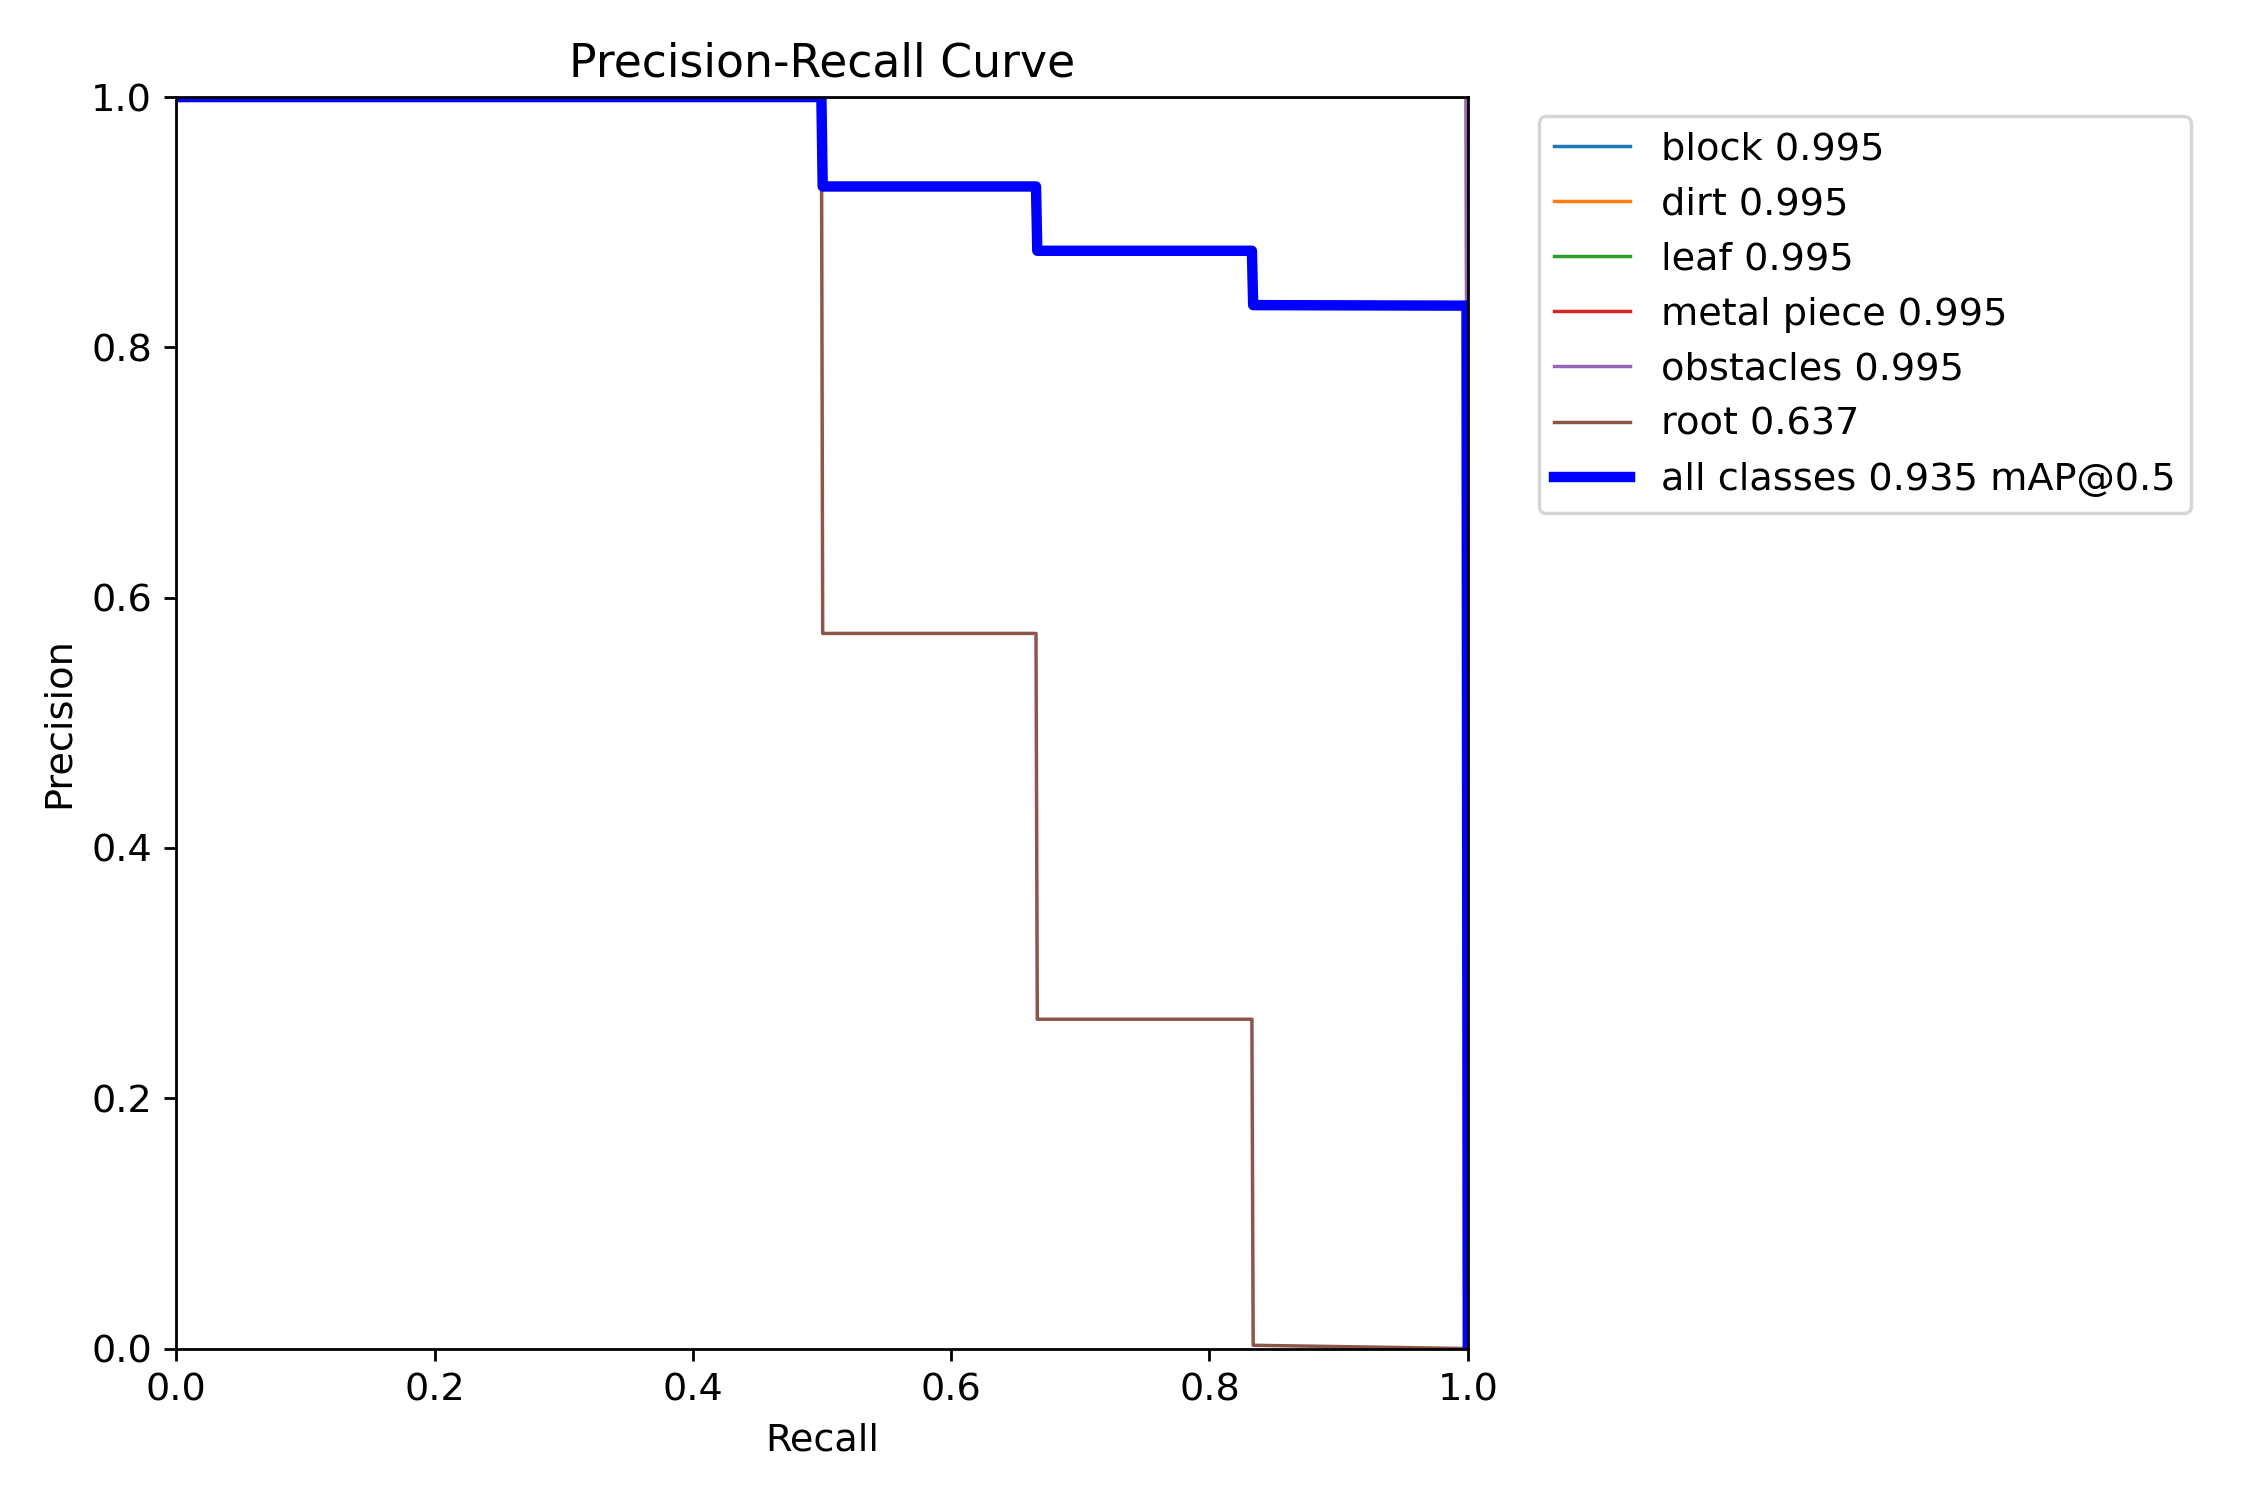 Precision-Recall Curve
1.0
0.8
0.6
0.4
0.2
0.0
Precision
0.0 0.2 0.4 0.6 0.8 1.0
Recall
block 0.995
dirt 0.995
leaf 0.995
metal piece 0.995
obstacles 0.995
root 0.637
all classes 0.935 mAP@0.5